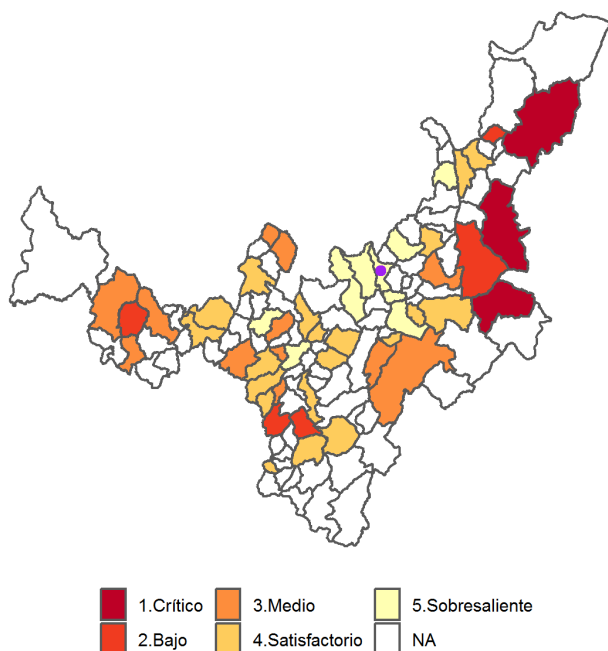 1.Crítico
3.Medio
5.Sobresaliente
2.Bajo
4.Satisfactorio
NA